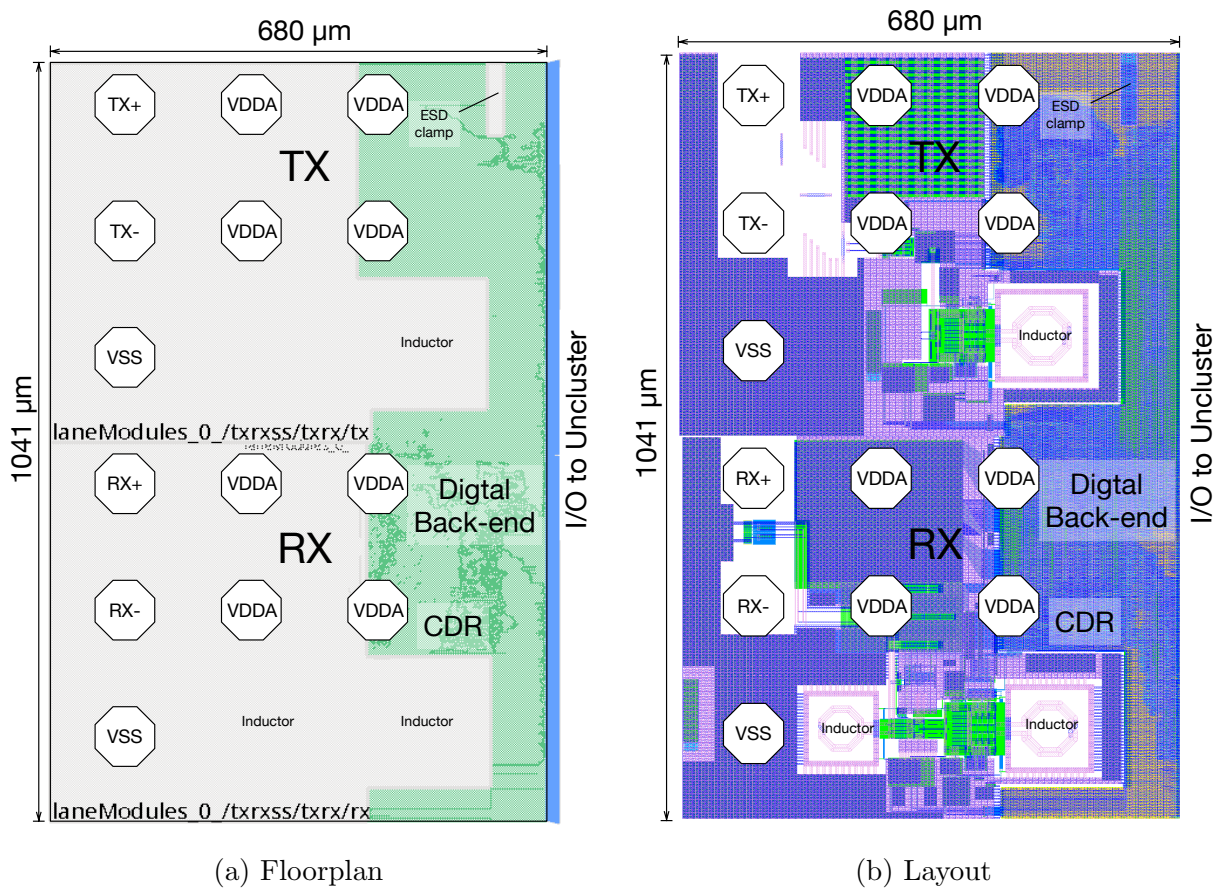 680 µm
TX+ VDDA VDDA
ESD
clamp
TX
TX- VDDA VDDA
VSS
Inductor
1041 µm
I/O to Uncluster
laneModules_0_/txrxss/txrx/tx
RX+ VDDA VDDA
Digtal
Back-end
RX
RX- VDDA VDDA
CDR
VSS
Inductor Inductor
laneModules_0_/txrxss/txrx/rx
(a) Floorplan
680 µm
TX+ VDDA VDDA
ESD
clamp
TX
TX- VDDA VDDA
VSS
Inductor
1041 µm
I/O to Uncluster
RX+ VDDA VDDA
Digtal
Back-end
RX
RX- VDDA VDDA
CDR
VSS
Inductor Inductor
(b) Layout